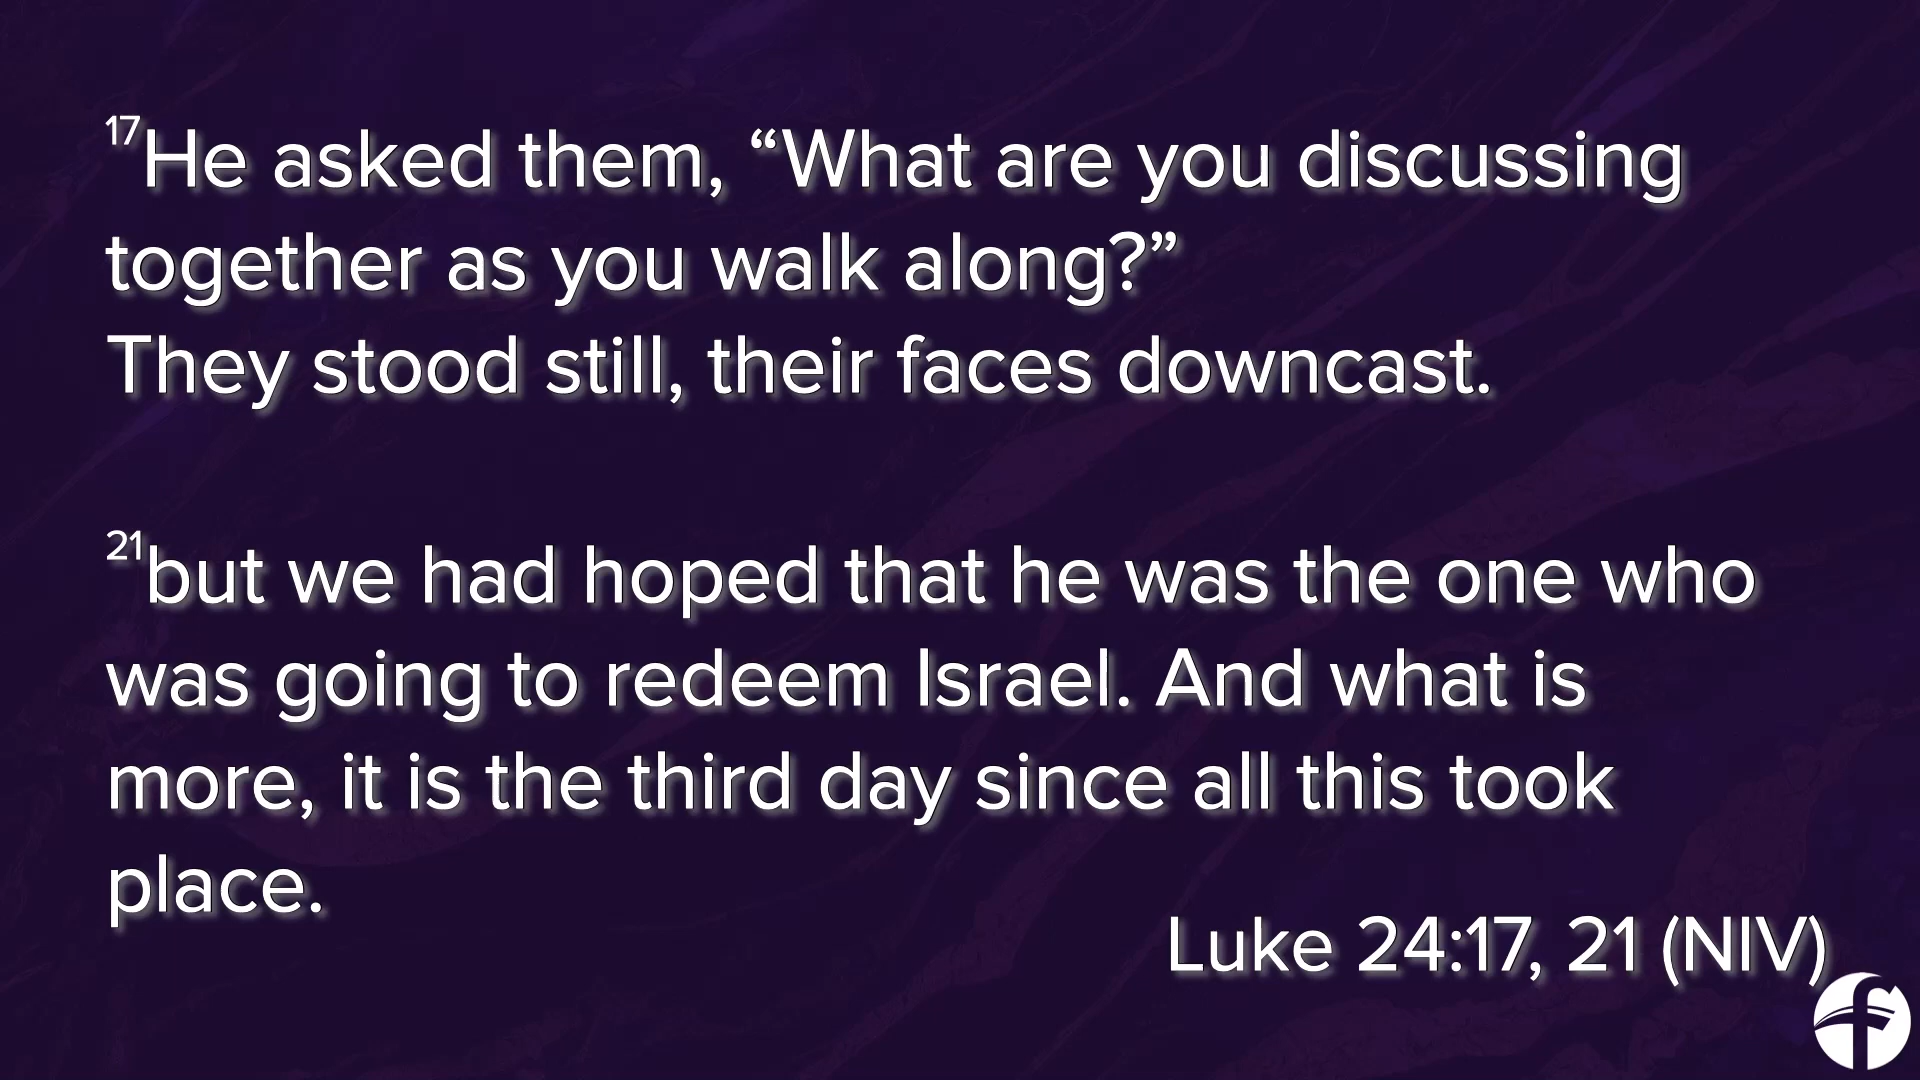 17He asked them, “What are you discussing
together as you walk along?”
They stood still, their faces downcast.
21but we had hoped that he was the one who
was going to redeem Israel. And what is
more, it is the third day since all this took
place.
Luke 24:17, 21 (NIV)
f